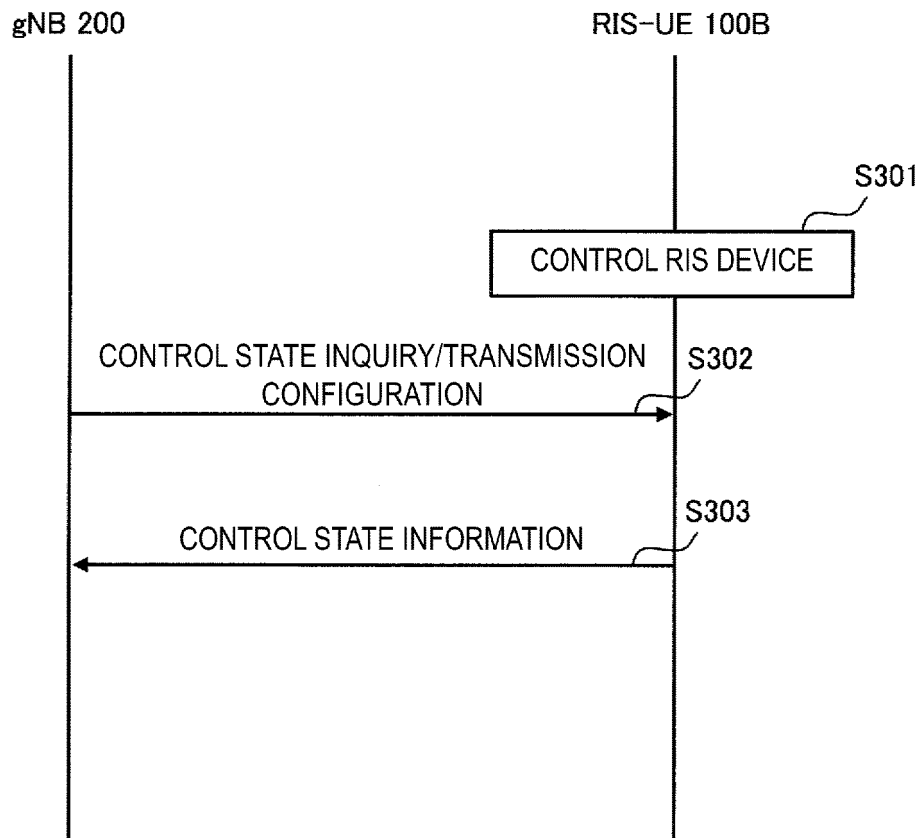 gNB 200
RIS-UE 100B
S301
CONTROL RIS DEVICE
CONTROL STATE INQUIRY/TRANSMISSION
CONFIGURATION
S302
CONTROL STATE INFORMATION
S303